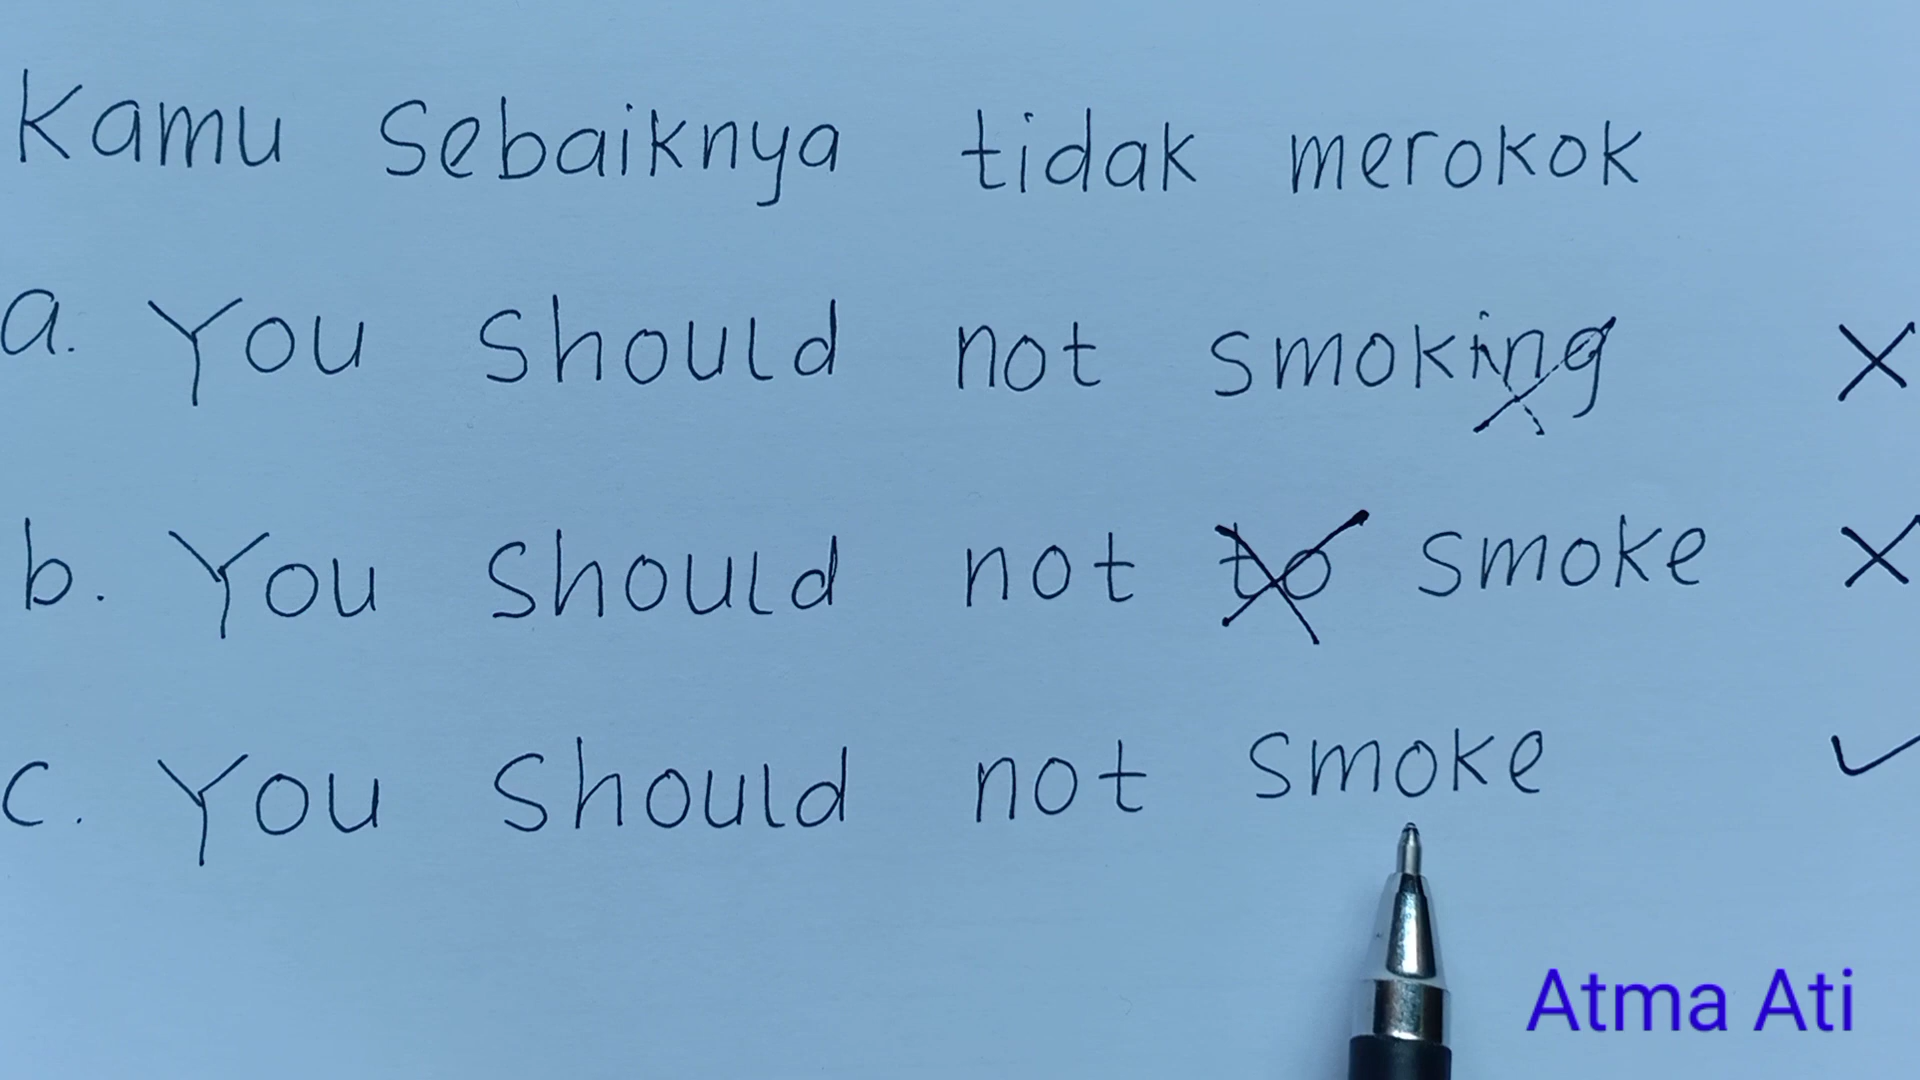 Kamu Sebaiknya tidak merokok
a. You should not smoking X
b. You should not to smoke X
c. You should not smoke ✓
Atma Ati